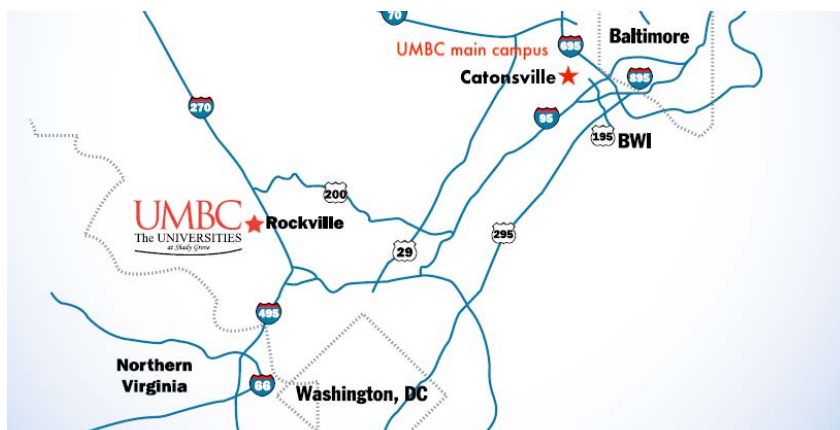 70
UMBC main campus
695
Baltimore
Catonsville
895
270
95
195
BWI
200
UMBC
The UNIVERSITIES
at Shady Grove
Rockville
29
295
495
Northern
Virginia
66
Washington, DC